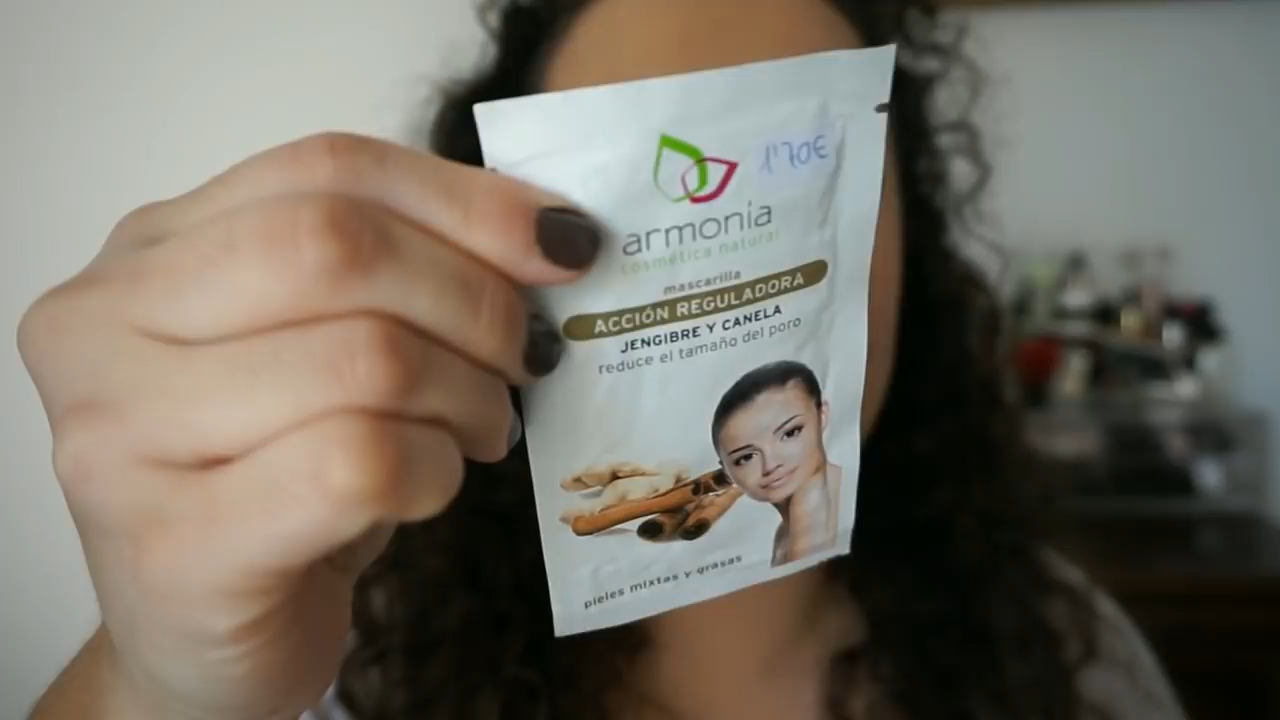 1'70€
armonía
cosmética natural
mascarilla
ACCIÓN REGULADORA
JENGIBRE Y CANELA
reduce el tamaño del poro
pieles mixtas y grasas